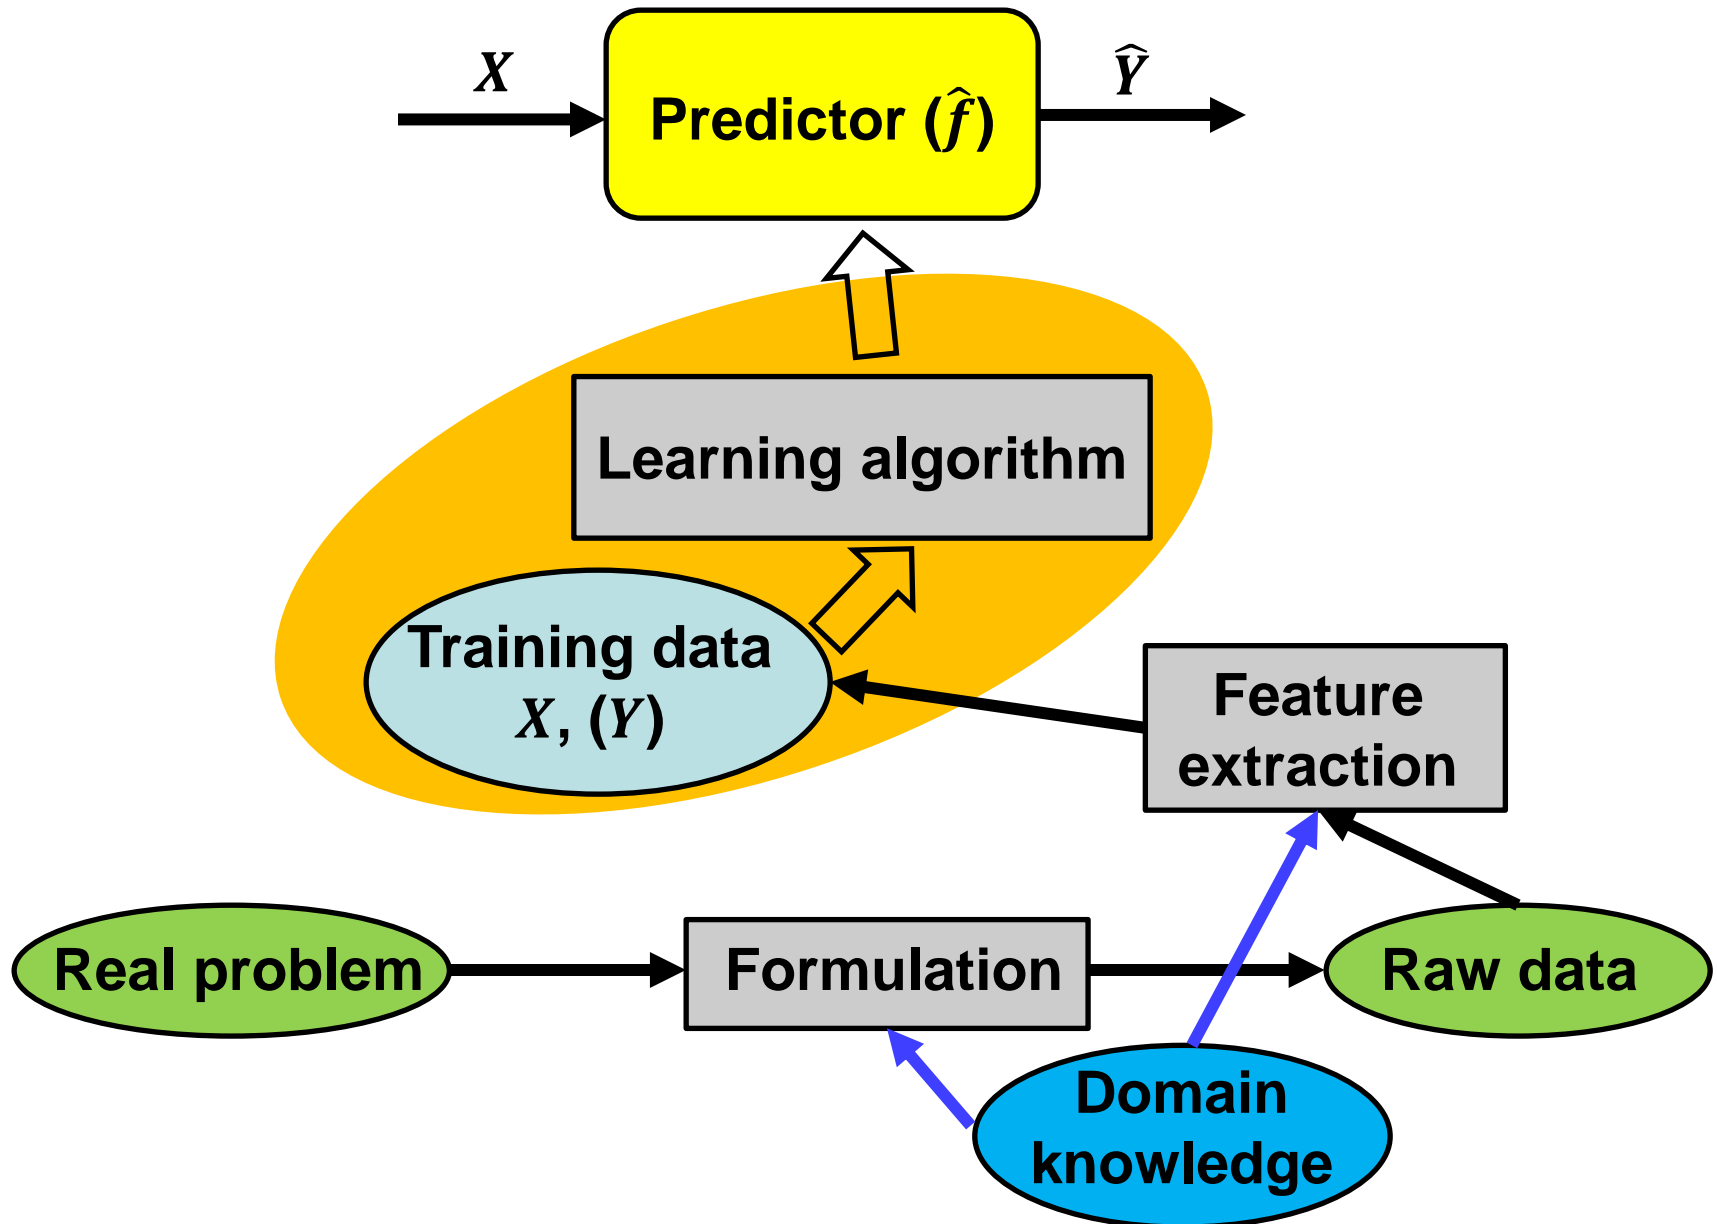 X
Ŷ
Predictor (f̂)
Learning algorithm
Training data
X, (Y)
Feature
extraction
Real problem
Formulation
Raw data
Domain
knowledge